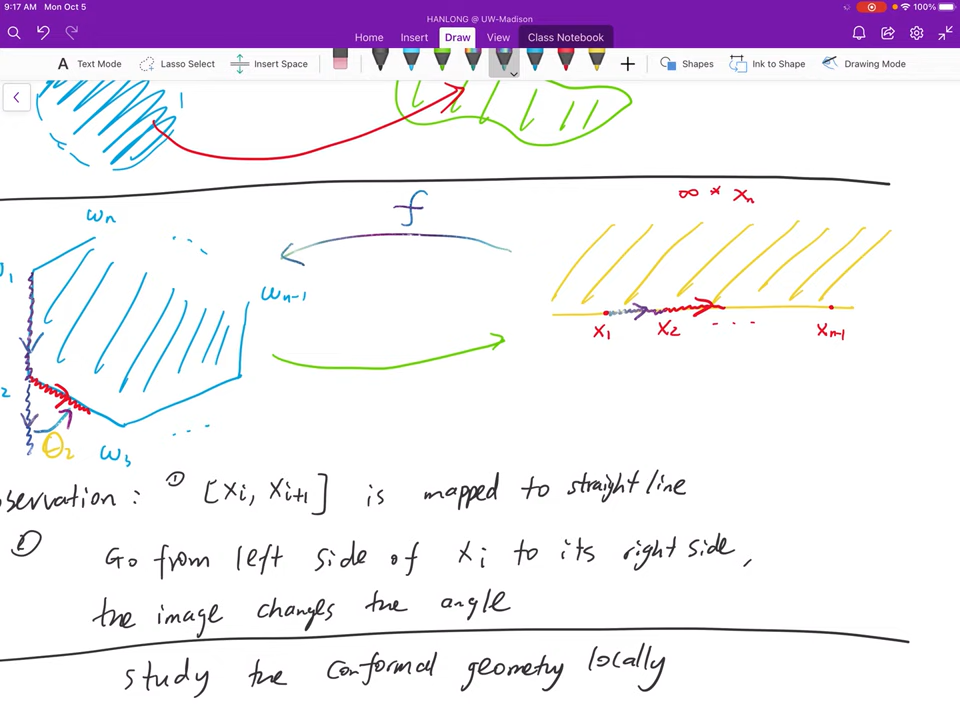 9:17 AM Mon Oct 5
100%
HANLONG @ UW-Madison
Home Insert Draw View Class Notebook
Text Mode Lasso Select Insert Space Shapes Ink to Shape Drawing Mode
∞ * xn
f
wn
1
wn-1
x1 x2 ... xn-1
2
θ2 w3 ...
servation : ① [xi, xi+1] is mapped to straight line
② Go from left side of xi to its right side,
the image changes the angle
study the conformal geometry locally